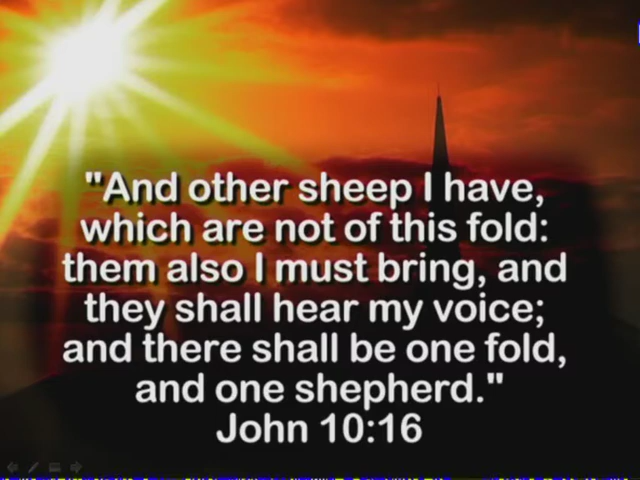 "And other sheep I have,
which are not of this fold:
them also I must bring, and
they shall hear my voice;
and there shall be one fold,
and one shepherd."
John 10:16